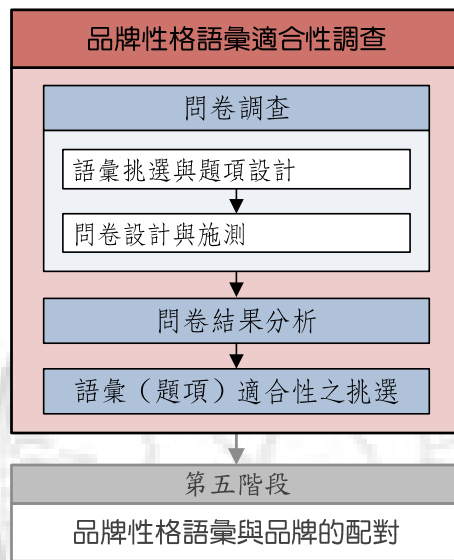 品牌性格語彙適合性調查
問卷調查
語彙挑選與題項設計
問卷設計與施測
問卷結果分析
語彙（題項）適合性之挑選
第五階段
品牌性格語彙與品牌的配對